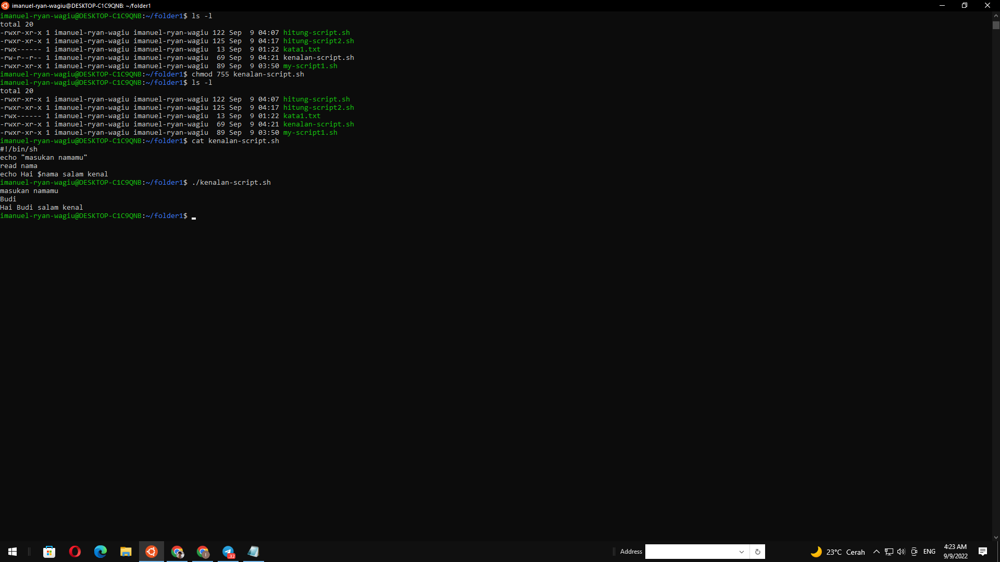 imanuel-ryan-wagiu@DESKTOP-C1C9QNB: ~/folder1
imanuel-ryan-wagiu@DESKTOP-C1C9QNB:~/folder1$ ls -l
total 20
-rwxr-xr-x 1 imanuel-ryan-wagiu imanuel-ryan-wagiu 122 Sep  9 04:07 hitung-script.sh
-rwxr-xr-x 1 imanuel-ryan-wagiu imanuel-ryan-wagiu 125 Sep  9 04:17 hitung-script2.sh
-rwx------ 1 imanuel-ryan-wagiu imanuel-ryan-wagiu  13 Sep  9 01:22 kata1.txt
-rw-r--r-- 1 imanuel-ryan-wagiu imanuel-ryan-wagiu  69 Sep  9 04:21 kenalan-script.sh
-rwxr-xr-x 1 imanuel-ryan-wagiu imanuel-ryan-wagiu  89 Sep  9 03:50 my-script1.sh
imanuel-ryan-wagiu@DESKTOP-C1C9QNB:~/folder1$ chmod 755 kenalan-script.sh
imanuel-ryan-wagiu@DESKTOP-C1C9QNB:~/folder1$ ls -l
total 20
-rwxr-xr-x 1 imanuel-ryan-wagiu imanuel-ryan-wagiu 122 Sep  9 04:07 hitung-script.sh
-rwxr-xr-x 1 imanuel-ryan-wagiu imanuel-ryan-wagiu 125 Sep  9 04:17 hitung-script2.sh
-rwx------ 1 imanuel-ryan-wagiu imanuel-ryan-wagiu  13 Sep  9 01:22 kata1.txt
-rwxr-xr-x 1 imanuel-ryan-wagiu imanuel-ryan-wagiu  69 Sep  9 04:21 kenalan-script.sh
-rwxr-xr-x 1 imanuel-ryan-wagiu imanuel-ryan-wagiu  89 Sep  9 03:50 my-script1.sh
imanuel-ryan-wagiu@DESKTOP-C1C9QNB:~/folder1$ cat kenalan-script.sh
#!/bin/sh
echo "masukan namamu"
read nama
echo Hai $nama salam kenal
imanuel-ryan-wagiu@DESKTOP-C1C9QNB:~/folder1$ ./kenalan-script.sh
masukan namamu
Budi
Hai Budi salam kenal
imanuel-ryan-wagiu@DESKTOP-C1C9QNB:~/folder1$
.32
Address
23°C Cerah
ENG
4:23 AM
9/9/2022